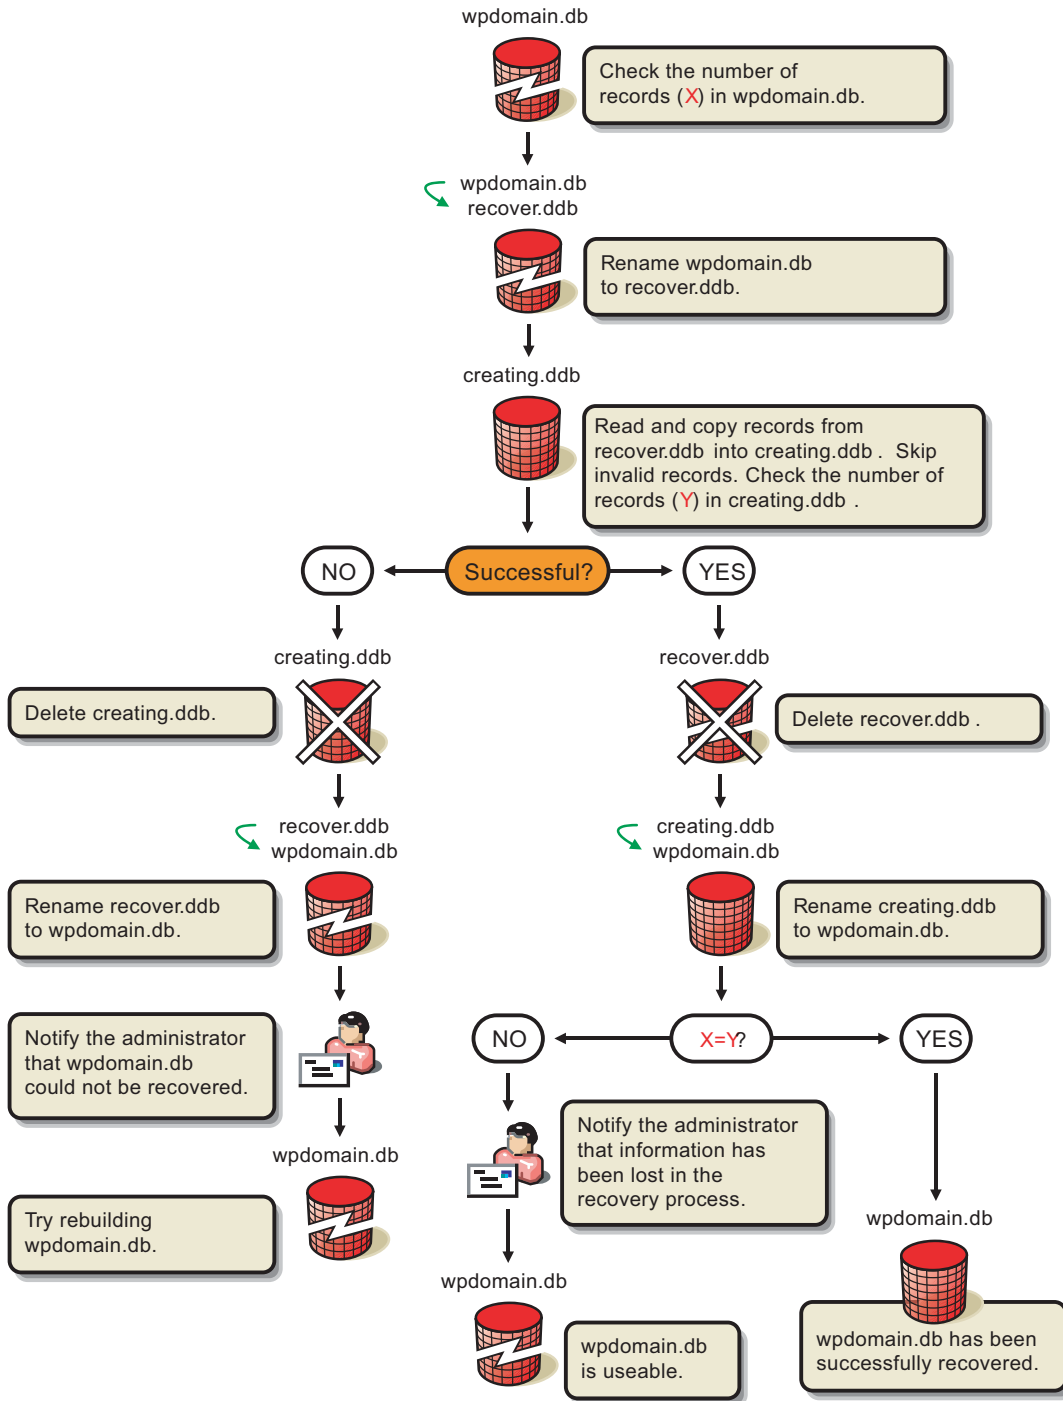 wpdomain.db
Check the number of
records (X) in wpdomain.db.
wpdomain.db
recover.ddb
Rename wpdomain.db
to recover.ddb.
creating.ddb
Read and copy records from
recover.ddb into creating.ddb . Skip
invalid records. Check the number of
records (Y) in creating.ddb .
NO
Successful?
YES
creating.ddb
Delete creating.ddb.
recover.ddb
Delete recover.ddb .
recover.ddb
wpdomain.db
Rename recover.ddb
to wpdomain.db.
creating.ddb
wpdomain.db
Rename creating.ddb
to wpdomain.db.
Notify the administrator
that wpdomain.db
could not be recovered.
NO
X=Y?
YES
Notify the administrator
that information has
been lost in the
recovery process.
wpdomain.db
Try rebuilding
wpdomain.db.
wpdomain.db
wpdomain.db
is useable.
wpdomain.db
wpdomain.db has been
successfully recovered.